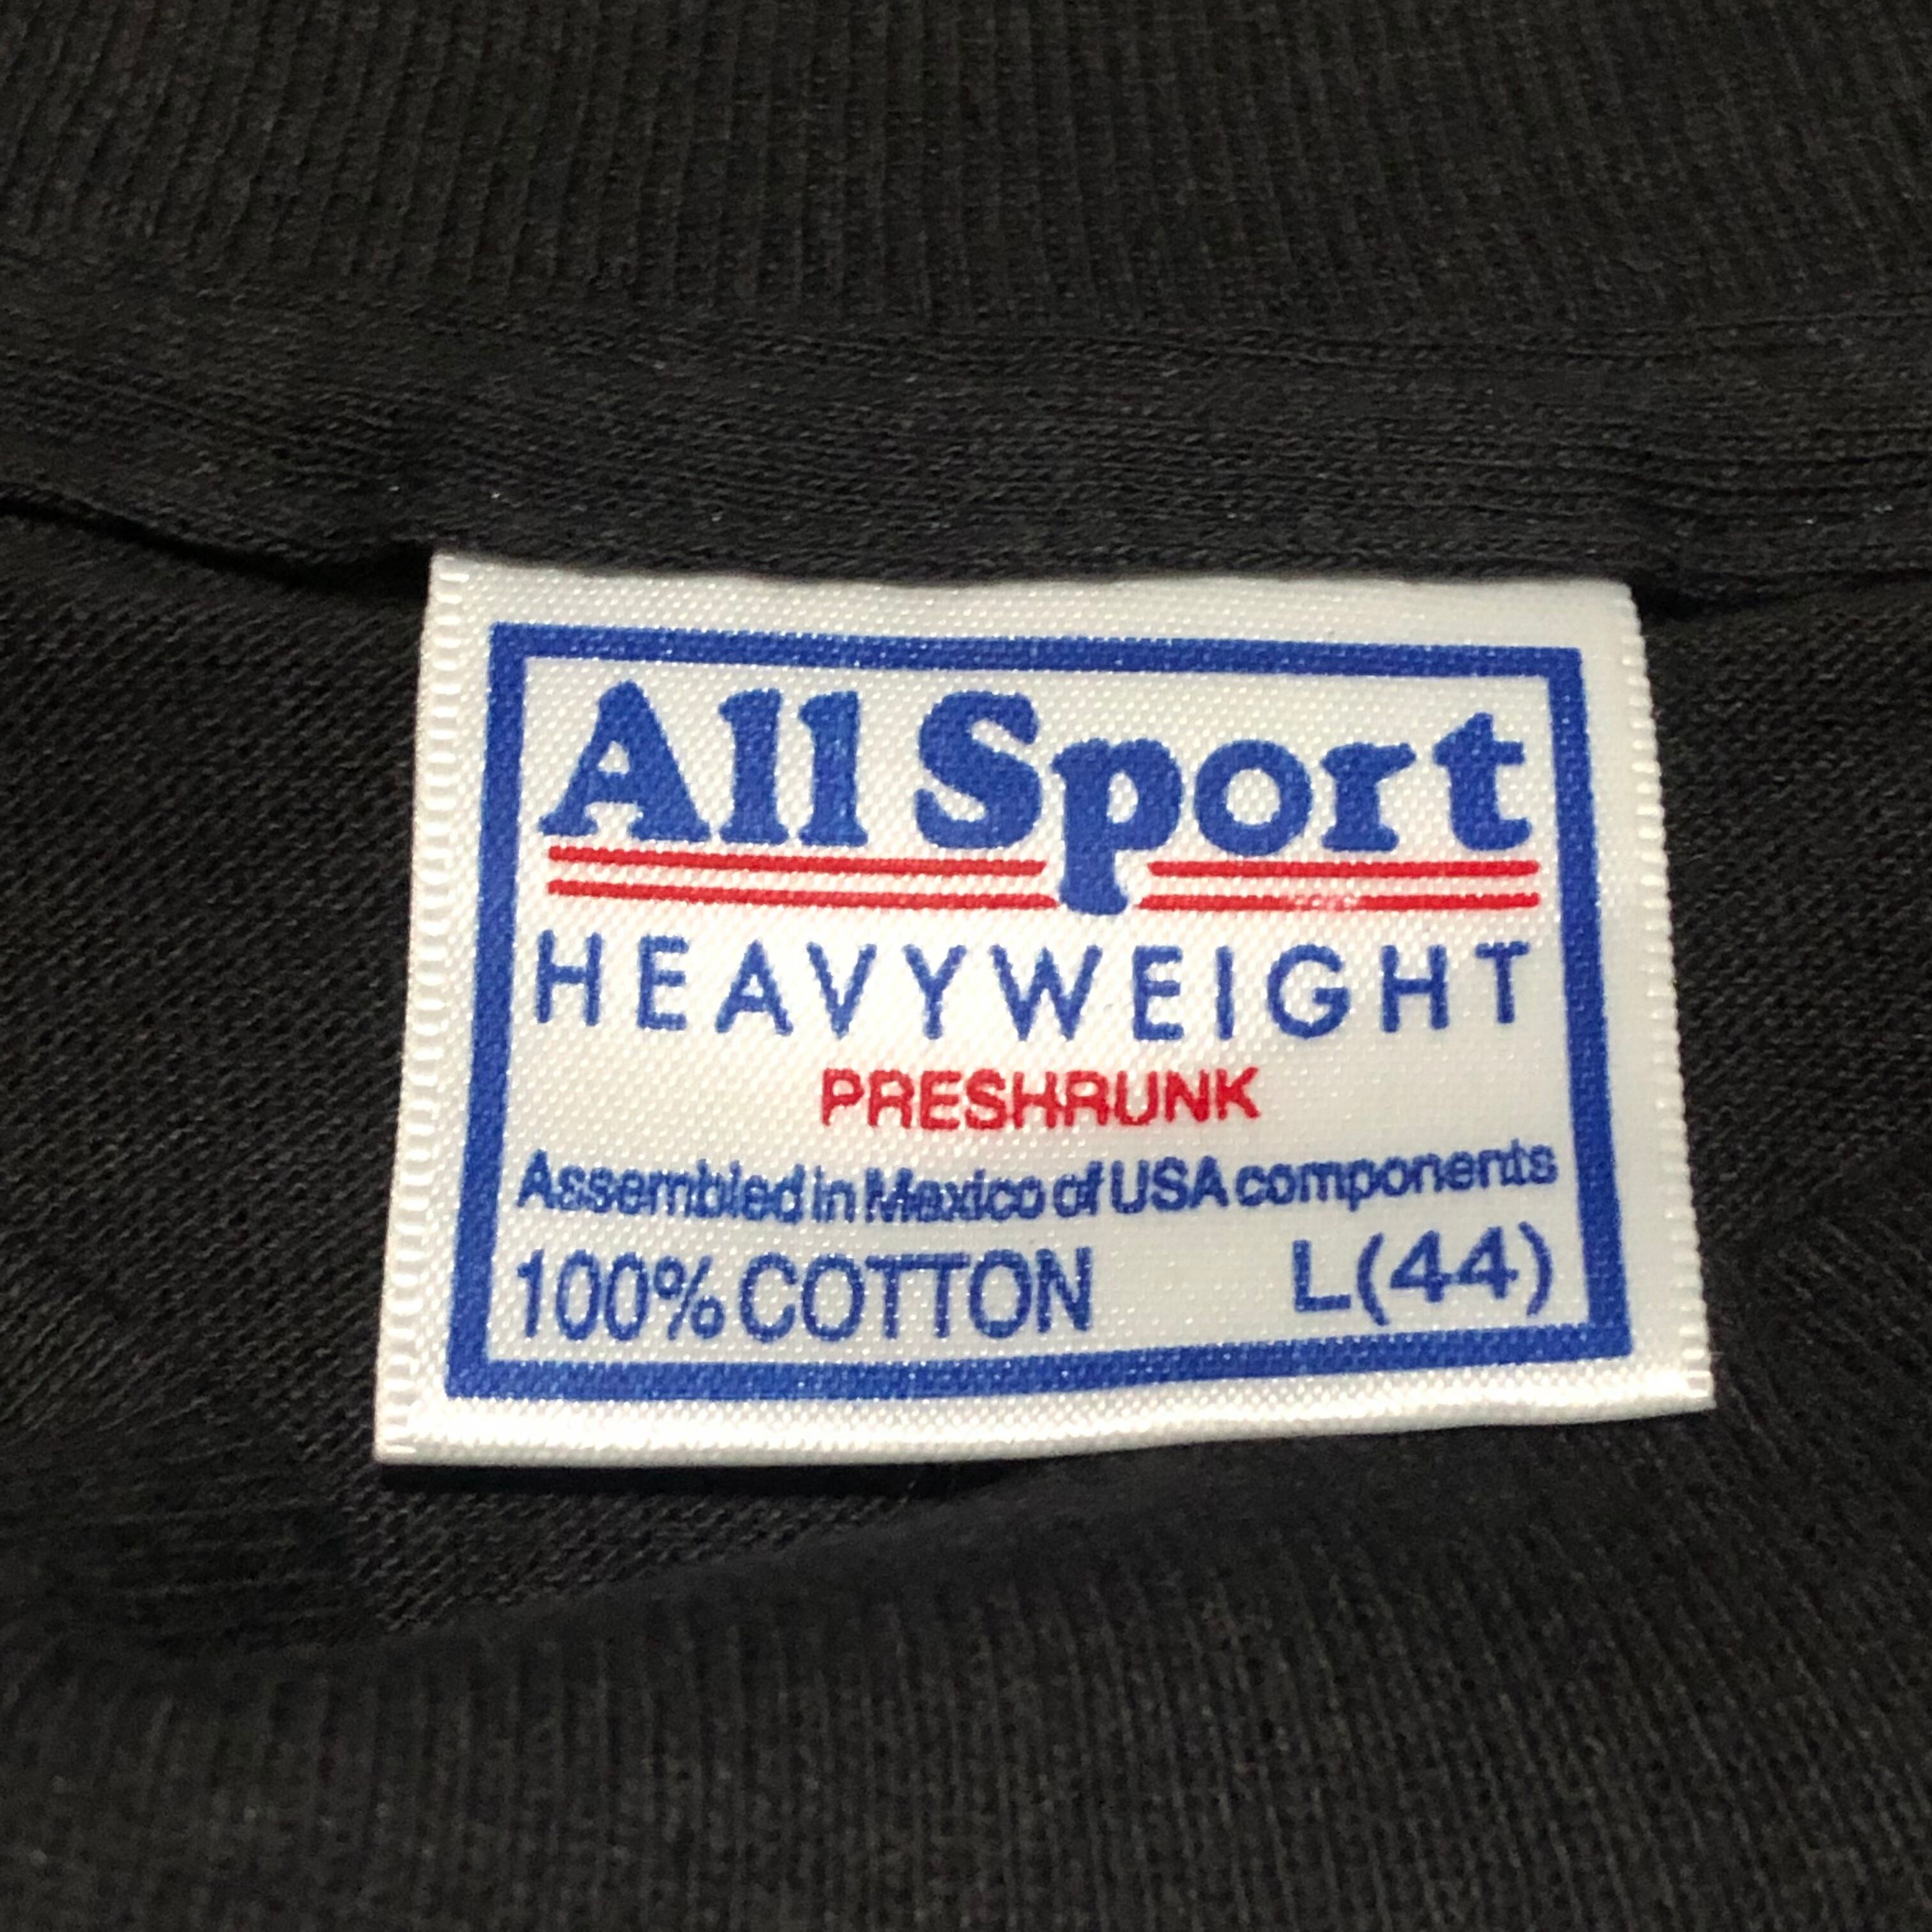 All Sport
HEAVYWEIGHT
PRESHRUNK
Assembled in Mexico of USA components
100% COTTON L(44)